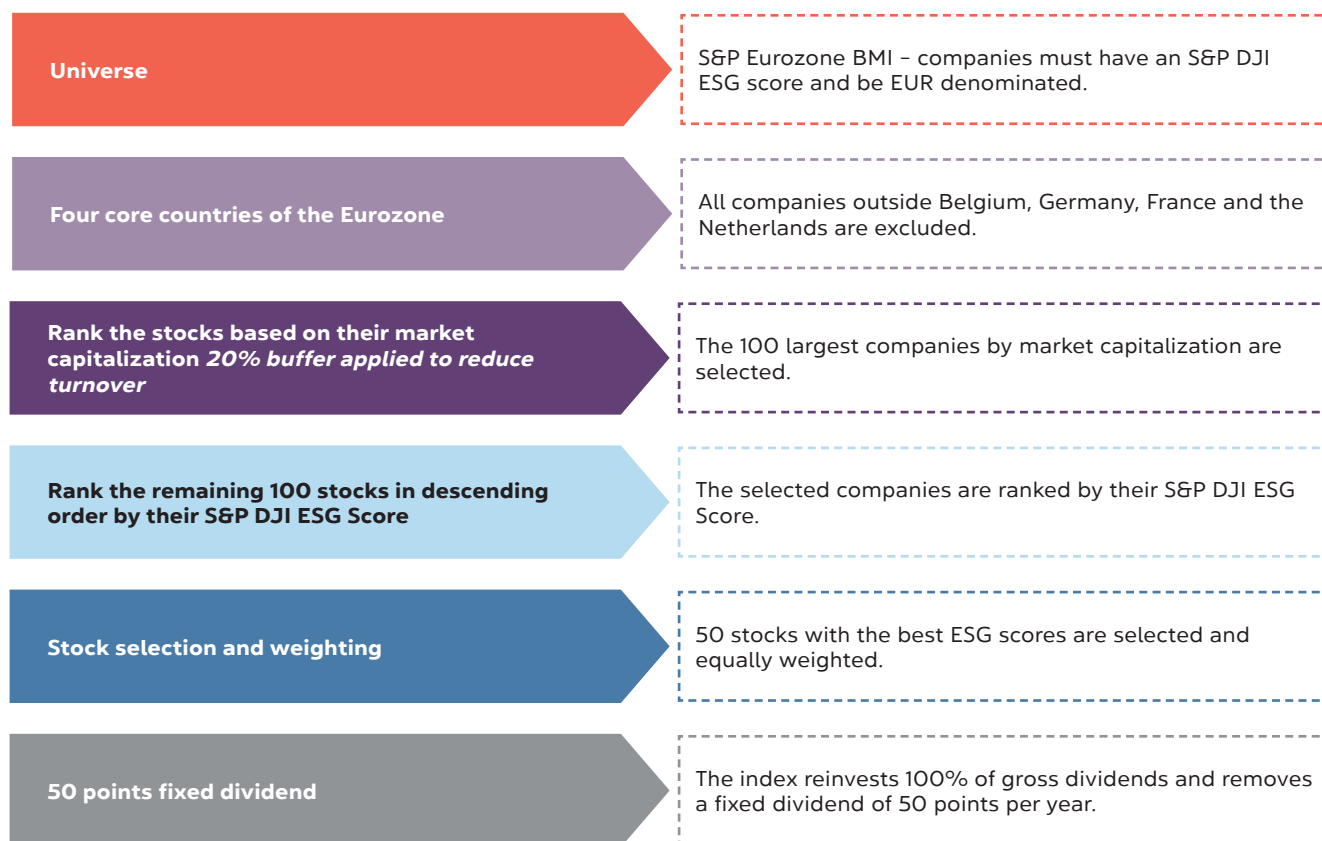 Universe
S&P Eurozone BMI – companies must have an S&P DJI
ESG score and be EUR denominated.
Four core countries of the Eurozone
All companies outside Belgium, Germany, France and the
Netherlands are excluded.
Rank the stocks based on their market
capitalization 20% buffer applied to reduce
turnover
The 100 largest companies by market capitalization are
selected.
Rank the remaining 100 stocks in descending
order by their S&P DJI ESG Score
The selected companies are ranked by their S&P DJI ESG
Score.
Stock selection and weighting
50 stocks with the best ESG scores are selected and
equally weighted.
50 points fixed dividend
The index reinvests 100% of gross dividends and removes
a fixed dividend of 50 points per year.